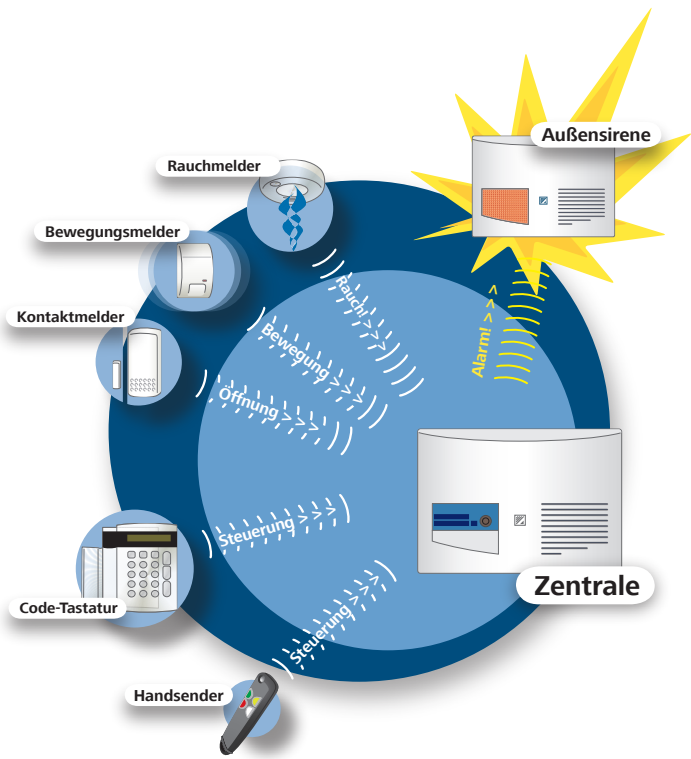 Außensirene
Rauchmelder
Bewegungsmelder
Kontaktmelder
Rauch! > > >
Alarm! > > >
Bewegung > > >
Öffnung > > >
Steuerung > > >
Zentrale
Code-Tastatur
Steuerung > > >
Handsender